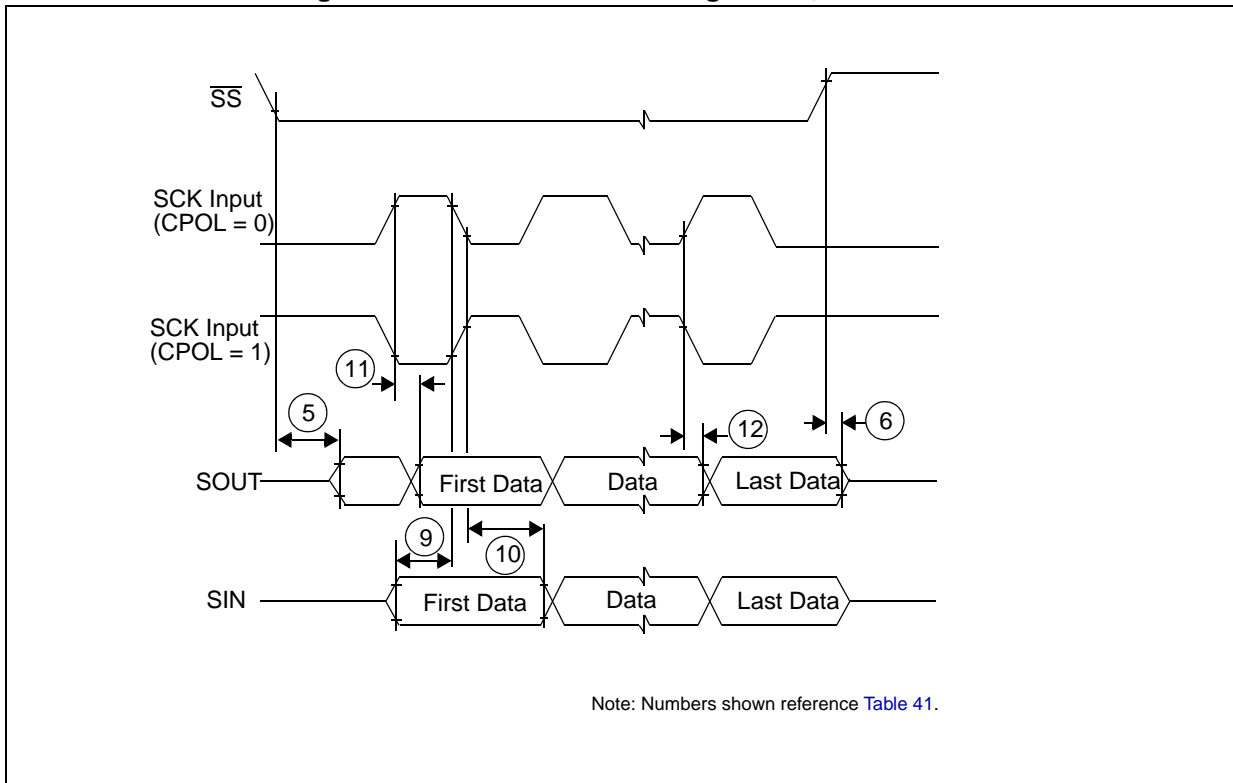 SS
SCK Input
(CPOL = 0)
SCK Input
(CPOL = 1)
11
5
12
6
SOUT
First Data
Data
Last Data
9
10
SIN
First Data
Data
Last Data
Note: Numbers shown reference Table 41.